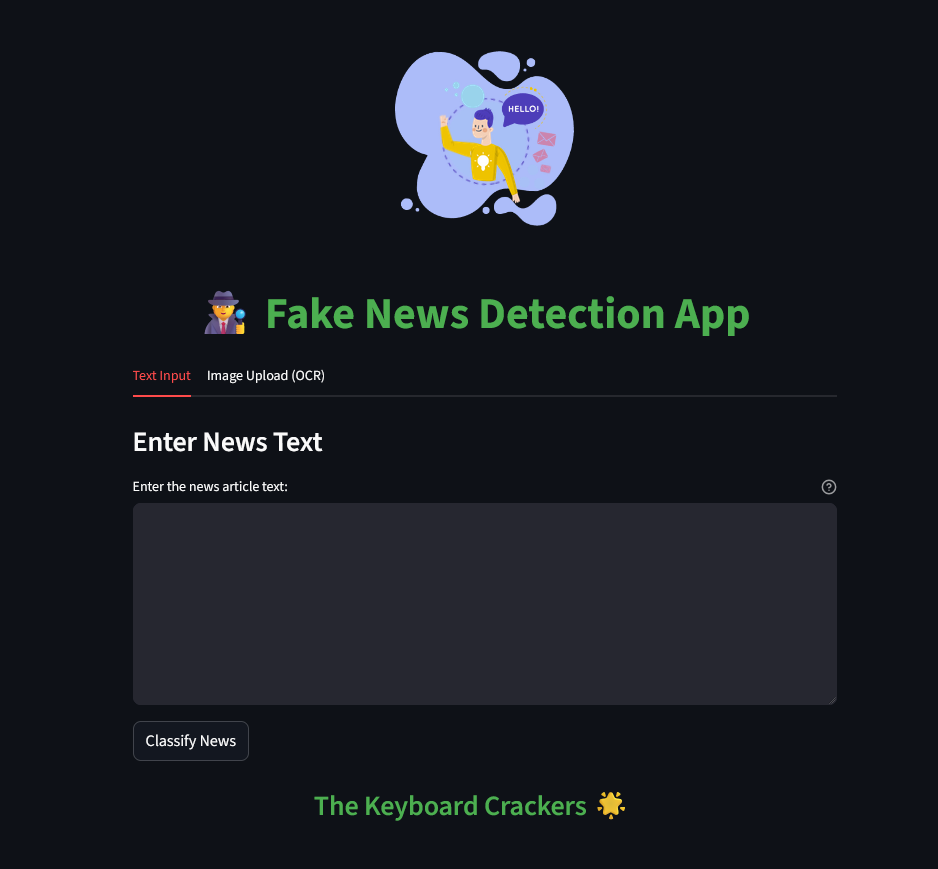 HELLO!
🕵️ Fake News Detection App
Text Input Image Upload (OCR)
Enter News Text
Enter the news article text:
Classify News
The Keyboard Crackers 🌟